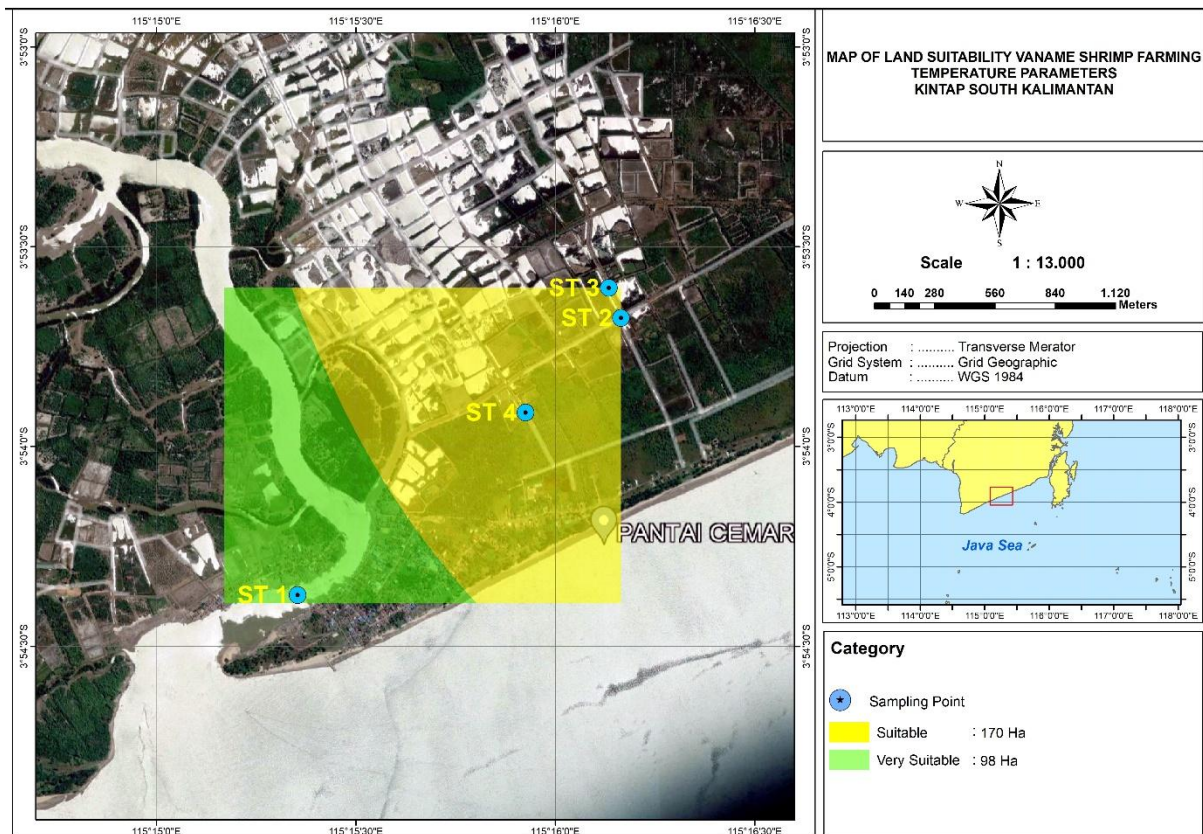 115°15'0"E 115°15'30"E 115°16'0"E 115°16'30"E
3°53'0"S 3°53'0"S
3°53'30"S 3°53'30"S
3°54'0"S 3°54'0"S
3°54'30"S 3°54'30"S
ST 3
ST 2
ST 4
PANTAI CEMAR
ST 1
115°15'0"E 115°15'30"E 115°16'0"E 115°16'30"E
MAP OF LAND SUITABILITY VANAME SHRIMP FARMING
TEMPERATURE PARAMETERS
KINTAP SOUTH KALIMANTAN
N
W E
S
Scale 1 : 13.000
0 140 280 560 840 1.120
Meters
Projection : .......... Transverse Merator
Grid System : .......... Grid Geographic
Datum : .......... WGS 1984
113°0'0"E 114°0'0"E 115°0'0"E 116°0'0"E 117°0'0"E 118°0'0"E
3°0'0"S 3°0'0"S
4°0'0"S 4°0'0"S
Java Sea
5°0'0"S 5°0'0"S
113°0'0"E 114°0'0"E 115°0'0"E 116°0'0"E 117°0'0"E 118°0'0"E
Category
Sampling Point
Suitable : 170 Ha
Very Suitable : 98 Ha